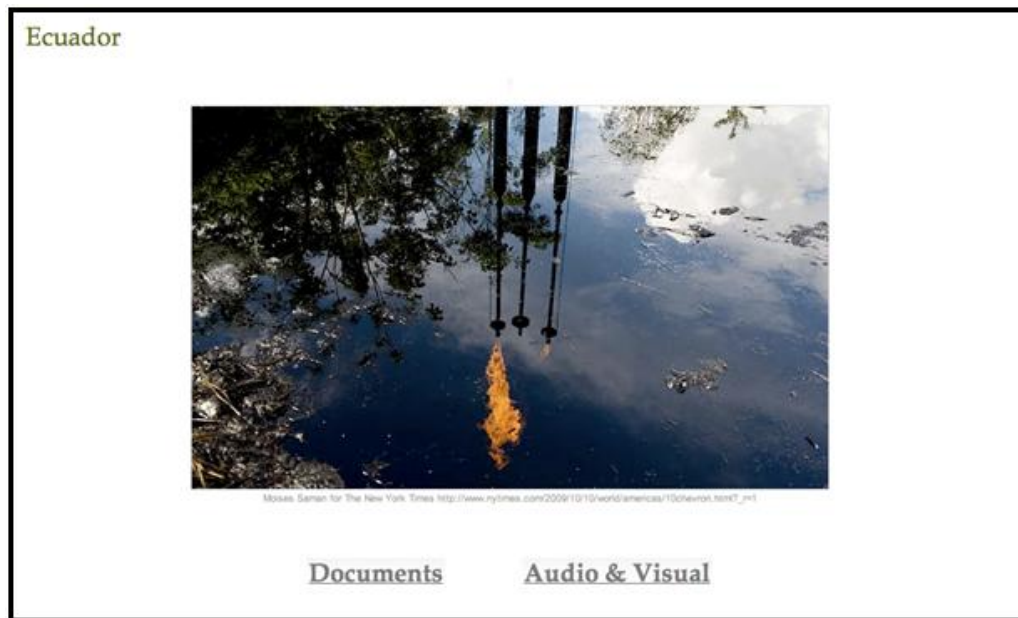 Ecuador
Moises Saman for The New York Times http://www.nytimes.com/2009/10/10/world/americas/10chevron.html?_r=1
Documents
Audio & Visual